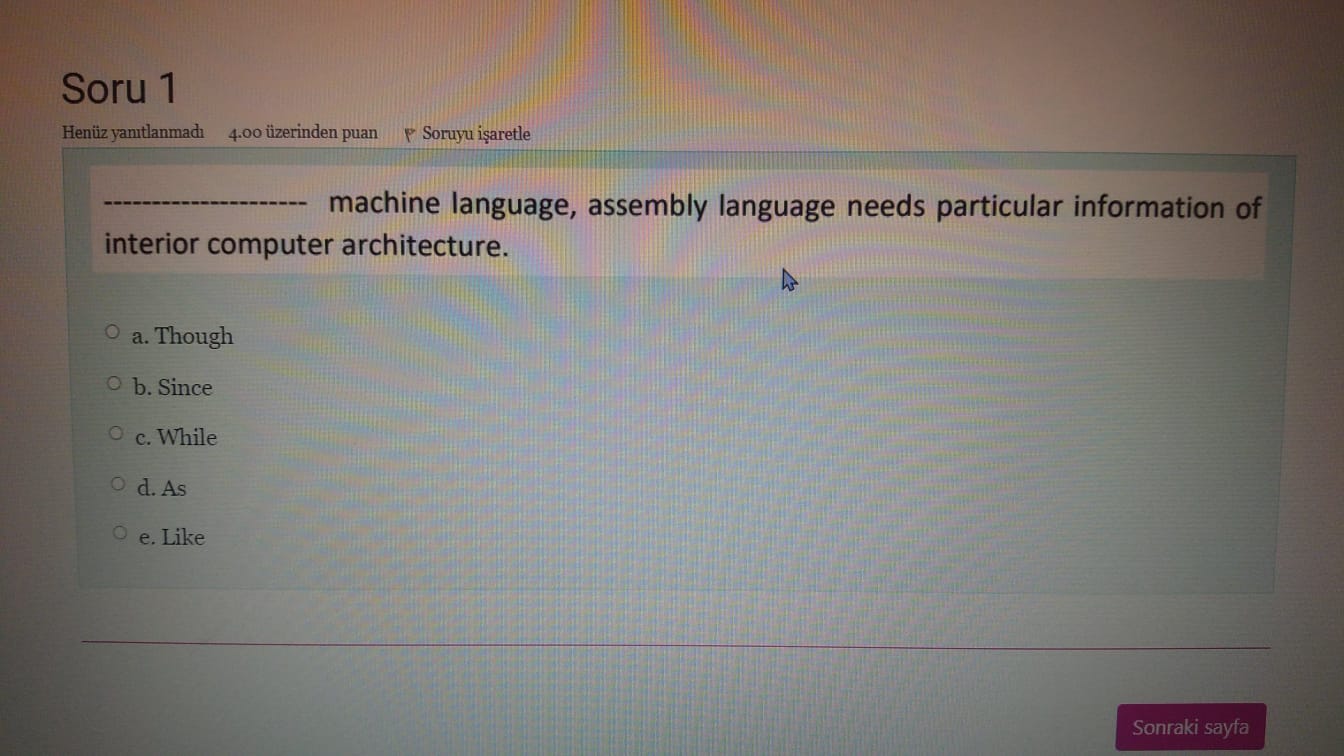 Soru 1
Henüz yanıtlanmadı 4.00 üzerinden puan Soruyu işaretle
--------------------- machine language, assembly language needs particular information of
interior computer architecture.
a. Though
b. Since
c. While
d. As
e. Like
Sonraki sayfa